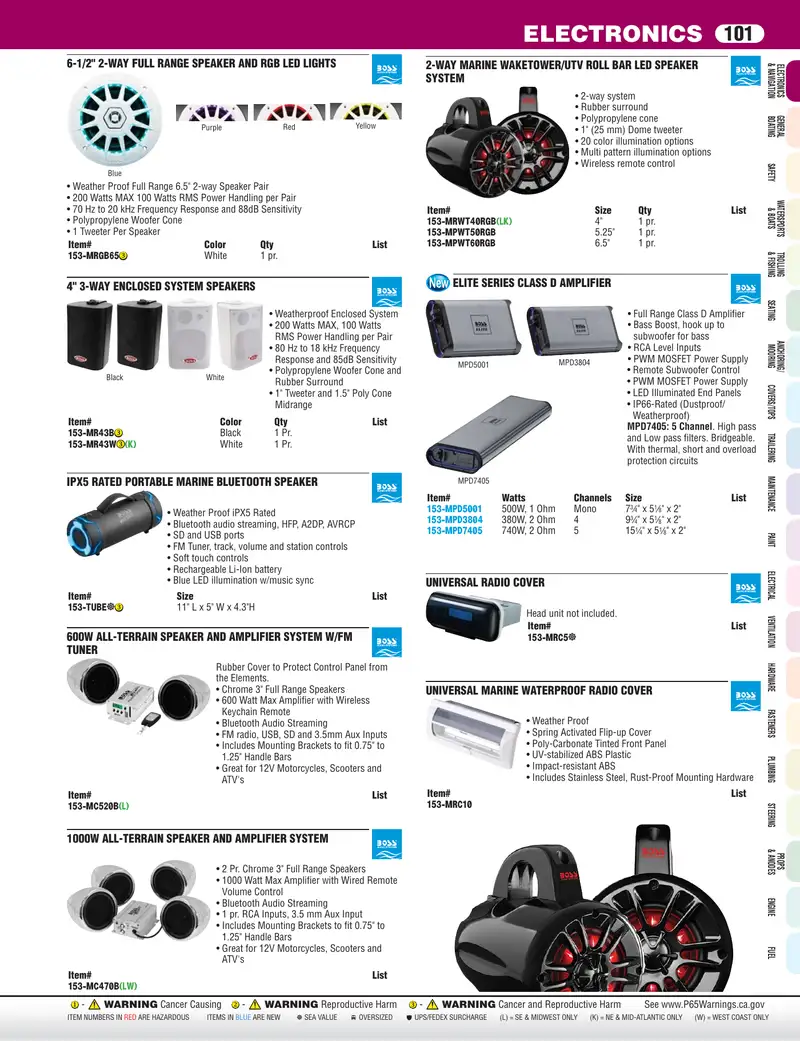 ELECTRONICS 101
6-1/2" 2-WAY FULL RANGE SPEAKER AND RGB LED LIGHTS
BOSS
Purple
Red
Yellow
Blue
• Weather Proof Full Range 6.5" 2-way Speaker Pair
• 200 Watts MAX 100 Watts RMS Power Handling per Pair
• 70 Hz to 20 kHz Frequency Response and 88dB Sensitivity
• Polypropylene Woofer Cone
• 1 Tweeter Per Speaker
Item# Color Qty List
153-MRGB65 3 White 1 pr.
4" 3-WAY ENCLOSED SYSTEM SPEAKERS
BOSS
Black
White
• Weatherproof Enclosed System
• 200 Watts MAX, 100 Watts
RMS Power Handling per Pair
• 80 Hz to 18 kHz Frequency
Response and 85dB Sensitivity
• Polypropylene Woofer Cone and
Rubber Surround
• 1" Tweeter and 1.5" Poly Cone
Midrange
Item# Color Qty List
153-MR43B 3 Black 1 Pr.
153-MR43W 3 (K) White 1 Pr.
IPX5 RATED PORTABLE MARINE BLUETOOTH SPEAKER
BOSS
• Weather Proof iPX5 Rated
• Bluetooth audio streaming, HFP, A2DP, AVRCP
• SD and USB ports
• FM Tuner, track, volume and station controls
• Soft touch controls
• Rechargeable Li-Ion battery
• Blue LED illumination w/music sync
Item# Size List
153-TUBE 3 11" L x 5" W x 4.3"H
600W ALL-TERRAIN SPEAKER AND AMPLIFIER SYSTEM W/FM
TUNER
BOSS
Rubber Cover to Protect Control Panel from
the Elements.
• Chrome 3" Full Range Speakers
• 600 Watt Max Amplifier with Wireless
Keychain Remote
• Bluetooth Audio Streaming
• FM radio, USB, SD and 3.5mm Aux Inputs
• Includes Mounting Brackets to fit 0.75" to
1.25" Handle Bars
• Great for 12V Motorcycles, Scooters and
ATV's
Item# List
153-MC520B(L)
1000W ALL-TERRAIN SPEAKER AND AMPLIFIER SYSTEM
BOSS
• 2 Pr. Chrome 3" Full Range Speakers
• 1000 Watt Max Amplifier with Wired Remote
Volume Control
• Bluetooth Audio Streaming
• 1 pr. RCA Inputs, 3.5 mm Aux Input
• Includes Mounting Brackets to fit 0.75" to
1.25" Handle Bars
• Great for 12V Motorcycles, Scooters and
ATV's
Item# List
153-MC470B(LW)
2-WAY MARINE WAKETOWER/UTV ROLL BAR LED SPEAKER
SYSTEM
BOSS
• 2-way system
• Rubber surround
• Polypropylene cone
• 1" (25 mm) Dome tweeter
• 20 color illumination options
• Multi pattern illumination options
• Wireless remote control
Item# Size Qty List
153-MRWT40RGB(LK) 4" 1 pr.
153-MPWT50RGB 5.25" 1 pr.
153-MPWT60RGB 6.5" 1 pr.
New ELITE SERIES CLASS D AMPLIFIER
BOSS
MPD5001
MPD3804
MPD7405
• Full Range Class D Amplifier
• Bass Boost, hook up to
subwoofer for bass
• RCA Level Inputs
• PWM MOSFET Power Supply
• Remote Subwoofer Control
• PWM MOSFET Power Supply
• LED Illuminated End Panels
• IP66-Rated (Dustproof/
Weatherproof)
MPD7405: 5 Channel. High pass
and Low pass filters. Bridgeable.
With thermal, short and overload
protection circuits
Item# Watts Channels Size List
153-MPD5001 500W, 1 Ohm Mono 7¾" x 5⅛" x 2"
153-MPD3804 380W, 2 Ohm 4 9¾" x 5⅛" x 2"
153-MPD7405 740W, 2 Ohm 5 15¼" x 5⅛" x 2"
UNIVERSAL RADIO COVER
BOSS
Head unit not included.
Item# List
153-MRC5
UNIVERSAL MARINE WATERPROOF RADIO COVER
BOSS
• Weather Proof
• Spring Activated Flip-up Cover
• Poly-Carbonate Tinted Front Panel
• UV-stabilized ABS Plastic
• Impact-resistant ABS
• Includes Stainless Steel, Rust-Proof Mounting Hardware
Item# List
153-MRC10
ELECTRONICS
& NAVIGATION
GENERAL
BOATING
SAFETY
WATERSPORTS
& BOATS
TROLLING
& FISHING
SEATING
ANCHORING/
MOORING
COVERS/TOPS
TRAILERING
MAINTENANCE
PAINT
ELECTRICAL
VENTILATION
HARDWARE
FASTENERS
PLUMBING
STEERING
PROPS
& ANODES
ENGINE
FUEL
1 - WARNING Cancer Causing 2 - WARNING Reproductive Harm 3 - WARNING Cancer and Reproductive Harm See www.P65Warnings.ca.gov
ITEM NUMBERS IN RED ARE HAZARDOUS ITEMS IN BLUE ARE NEW SEA VALUE OVERSIZED UPS/FEDEX SURCHARGE (L) = SE & MIDWEST ONLY (K) = NE & MID-ATLANTIC ONLY (W) = WEST COAST ONLY